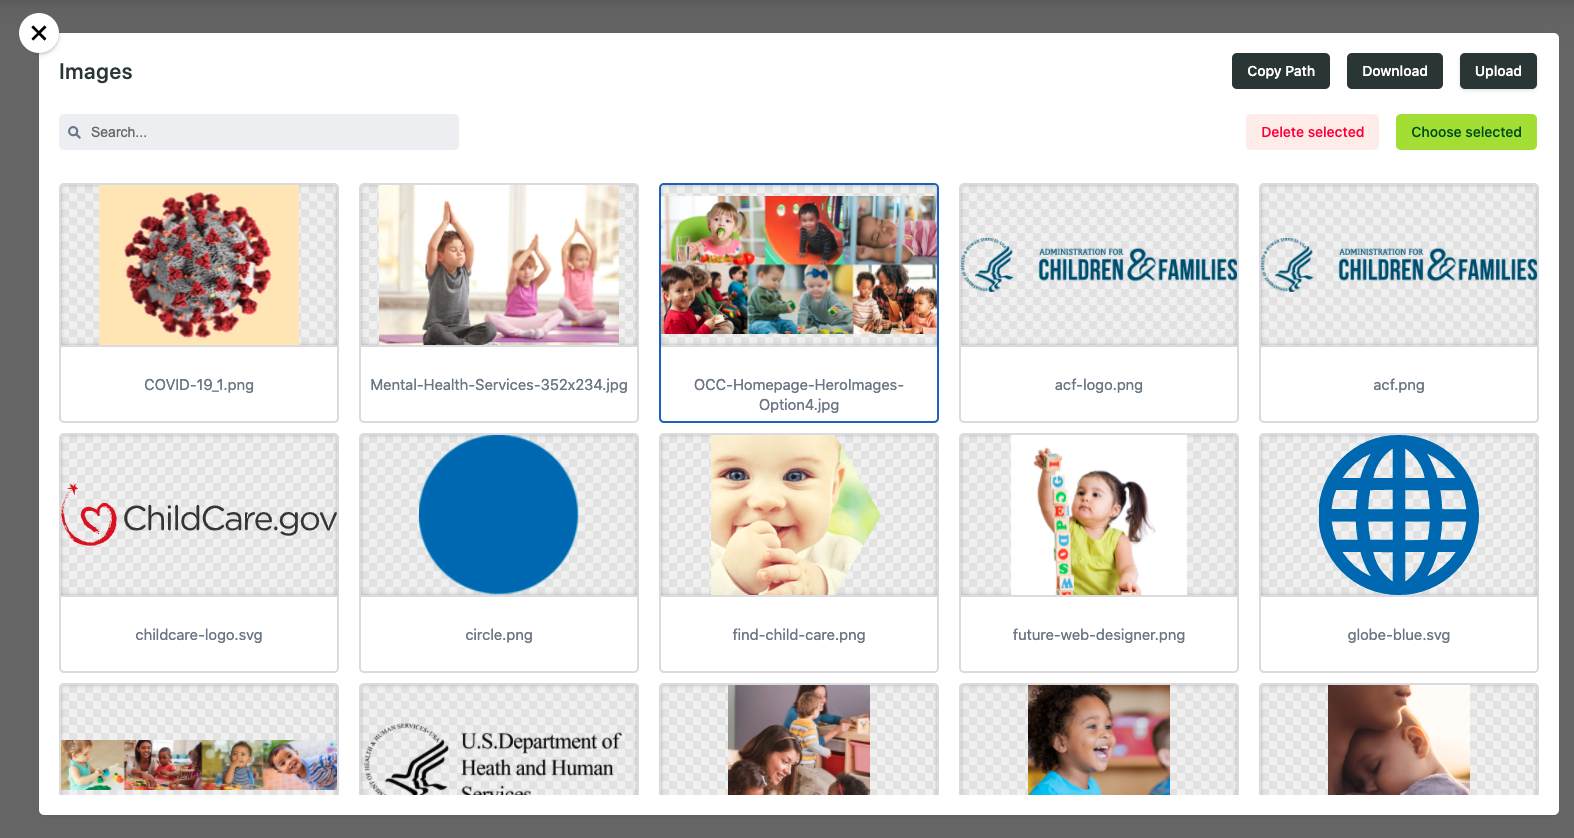 Images
Copy Path
Download
Upload
Search...
Delete selected
Choose selected
ADMINISTRATION FOR
CHILDREN & FAMILIES
ADMINISTRATION FOR
CHILDREN & FAMILIES
COVID-19_1.png
Mental-Health-Services-352x234.jpg
OCC-Homepage-HeroImages-
Option4.jpg
acf-logo.png
acf.png
ChildCare.gov
childcare-logo.svg
circle.png
find-child-care.png
future-web-designer.png
globe-blue.svg
U.S.Department of
Heath and Human
Services